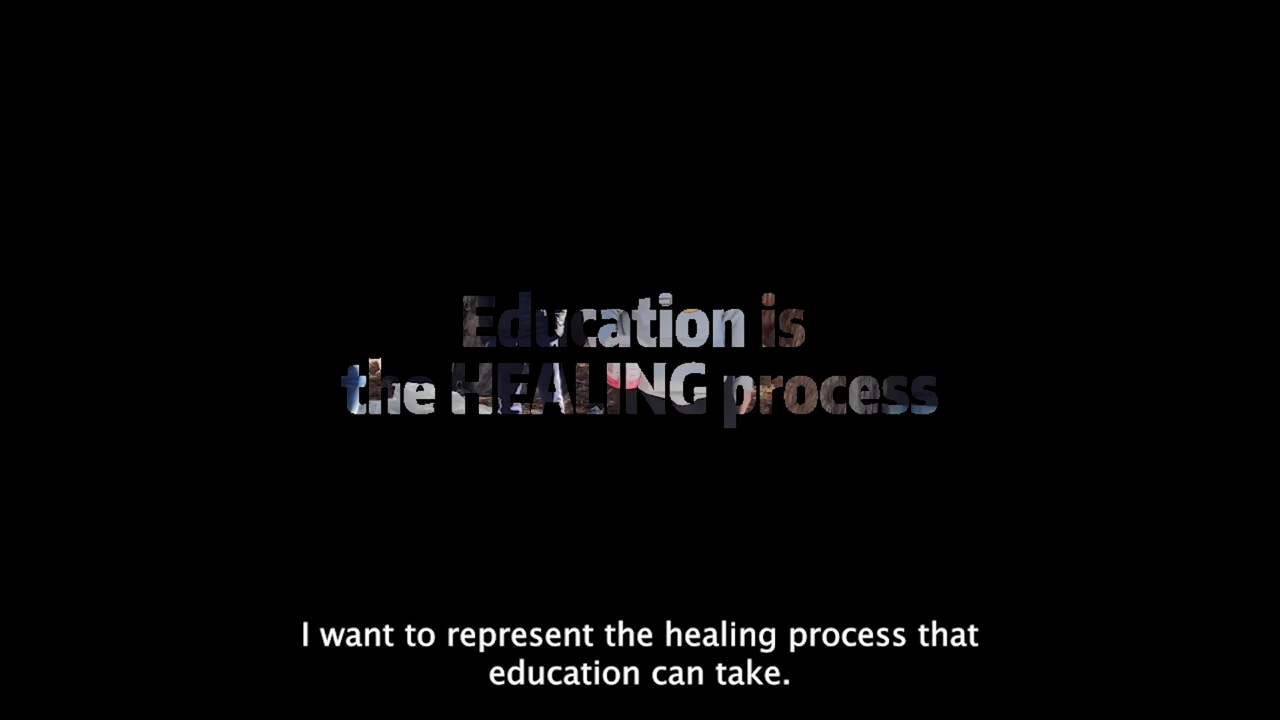 Education is
the HEALING process
I want to represent the healing process that
education can take.